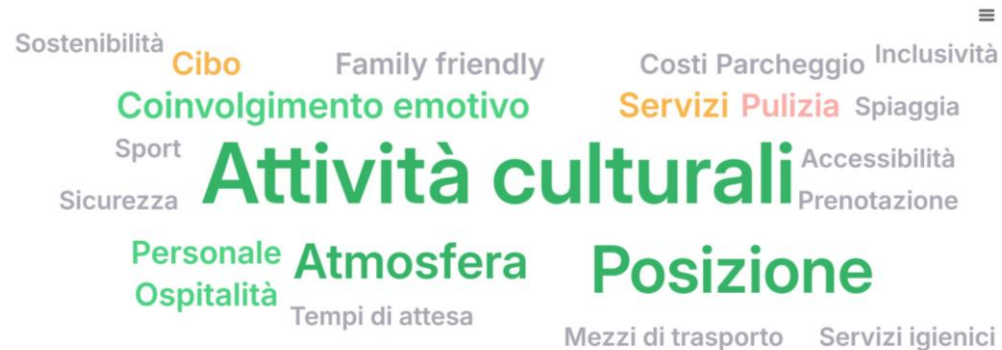 Sostenibilità
Cibo
Family friendly
Costi Parcheggio
Inclusività
Coinvolgimento emotivo
Servizi
Pulizia
Spiaggia
Sport
Attività culturali
Accessibilità
Sicurezza
Prenotazione
Personale
Atmosfera
Posizione
Ospitalità
Tempi di attesa
Mezzi di trasporto
Servizi igienici